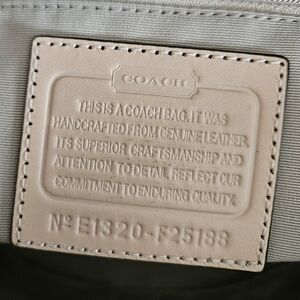 COACH
THIS IS A COACH BAG. IT WAS
HANDCRAFTED FROM GENUINE LEATHER.
ITS SUPERIOR CRAFTSMANSHIP AND
ATTENTION TO DETAIL REFLECT OUR
COMMITMENT TO ENDURING QUALITY.
Nº E1320-F25188